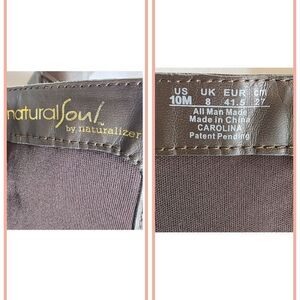 naturalSoul
by naturalizer
US UK EUR cm
10M 8 41.5 27
All Man Made
Made in China
CAROLINA
Patent Pending